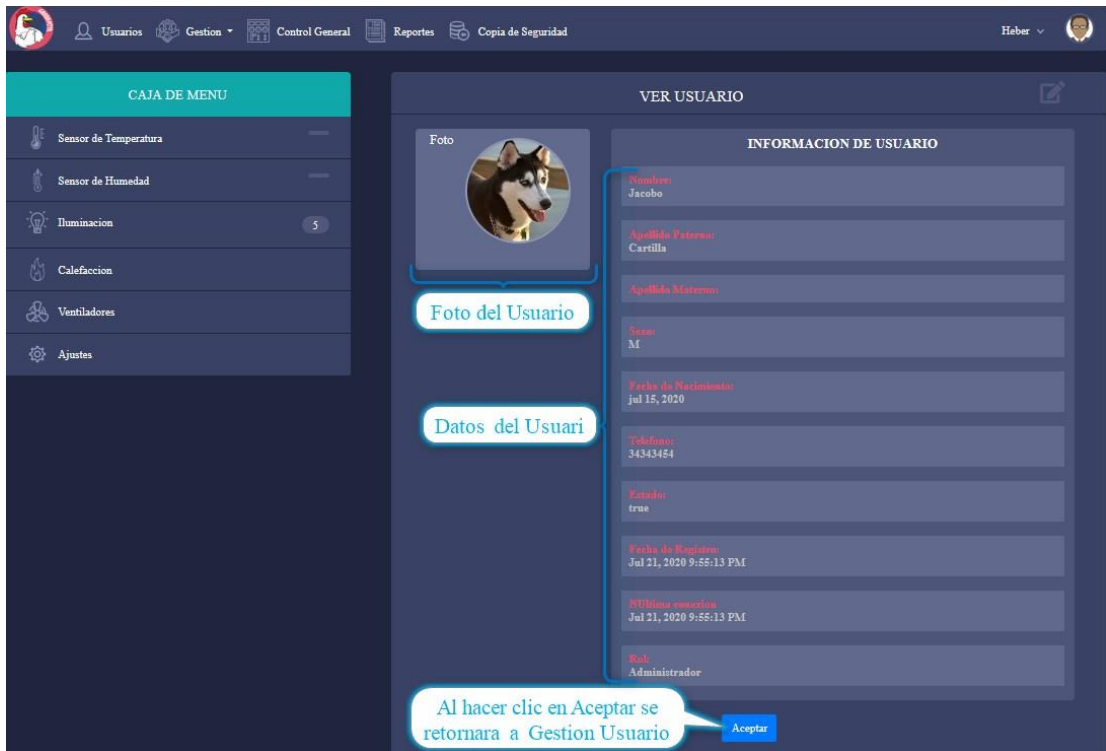 Usuarios Gestion Control General Reportes Copia de Seguridad Heber
CAJA DE MENU
Sensor de Temperatura
Sensor de Humedad
Iluminacion 5
Calefaccion
Ventiladores
Ajustes
VER USUARIO
Foto
Foto del Usuario
Datos del Usuari
INFORMACION DE USUARIO
Nombre:
Jacobo
Apellido Paterno:
Cartilla
Apellido Materno:
Sexo:
M
Fecha de Nacimiento:
jul 15, 2020
Telefono:
34343454
Estado:
true
Fecha de Registro:
Jul 21, 2020 9:55:13 PM
NUltima conexion
Jul 21, 2020 9:55:13 PM
Rol:
Administrador
Al hacer clic en Aceptar se
retornara a Gestion Usuario
Aceptar